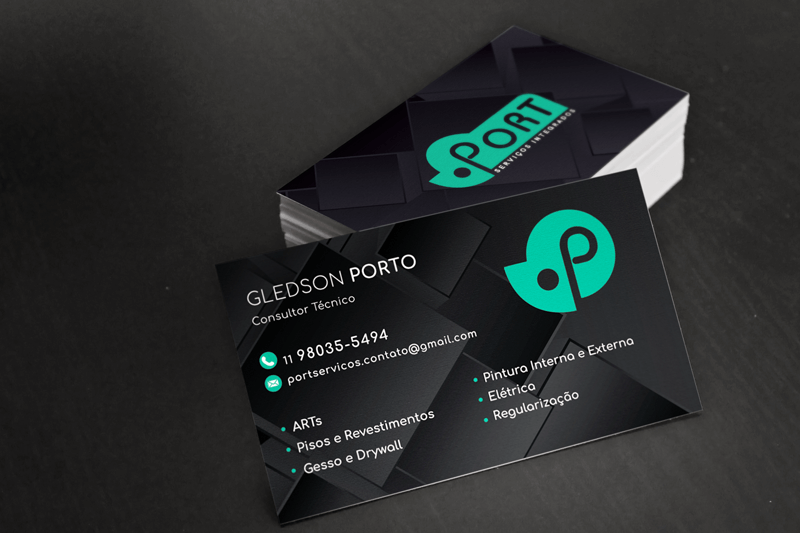 PORT
SERVIÇOS INTEGRADOS
GLEDSON PORTO
Consultor Técnico
11 98035-5494
portservicos.contato@gmail.com
ARTs
Pisos e Revestimentos
Gesso e Drywall
Pintura Interna e Externa
Elétrica
Regularização